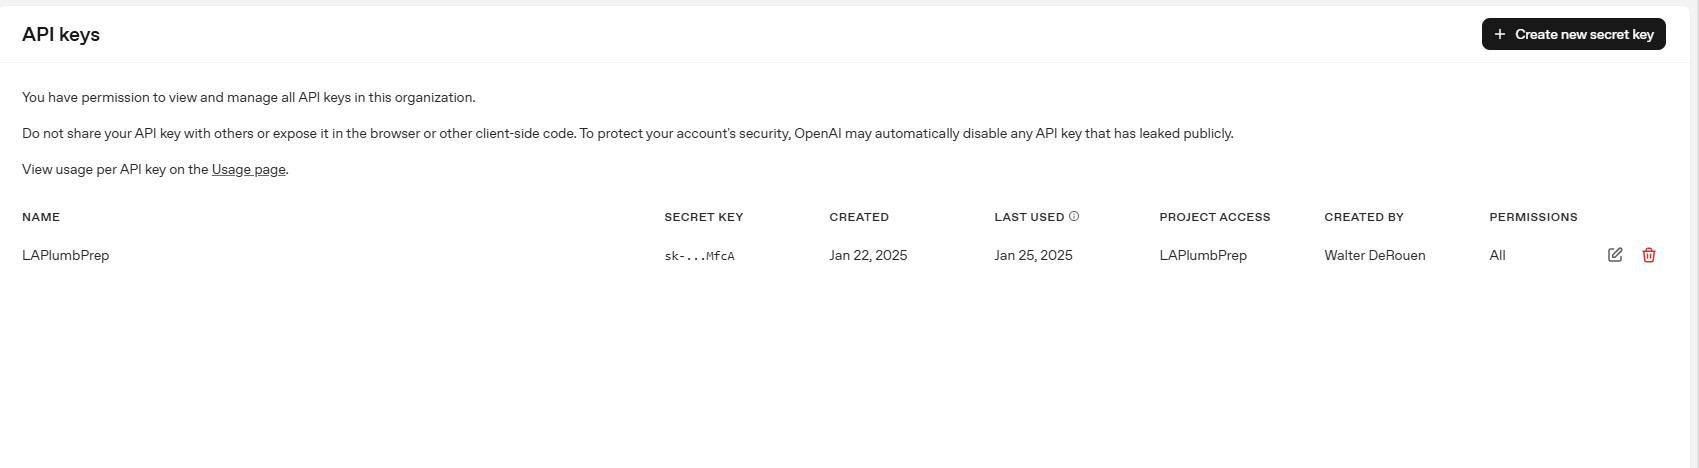 API keys
+ Create new secret key
You have permission to view and manage all API keys in this organization.
Do not share your API key with others or expose it in the browser or other client-side code. To protect your account's security, OpenAI may automatically disable any API key that has leaked publicly.
View usage per API key on the Usage page.
NAME SECRET KEY CREATED LAST USED PROJECT ACCESS CREATED BY PERMISSIONS
LAPlumbPrep sk-...MfcA Jan 22, 2025 Jan 25, 2025 LAPlumbPrep Walter DeRouen All